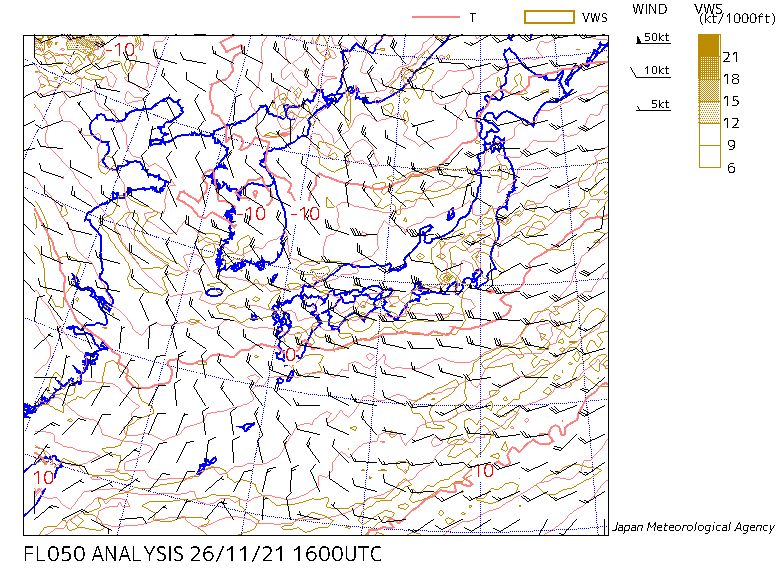 T VWS
WIND VWS
(kt/1000ft)
50kt
10kt
5kt
21
18
15
12
9
6
-10
-10 -10
0
10
10
Japan Meteorological Agency
FL050 ANALYSIS 26/11/21 1600UTC